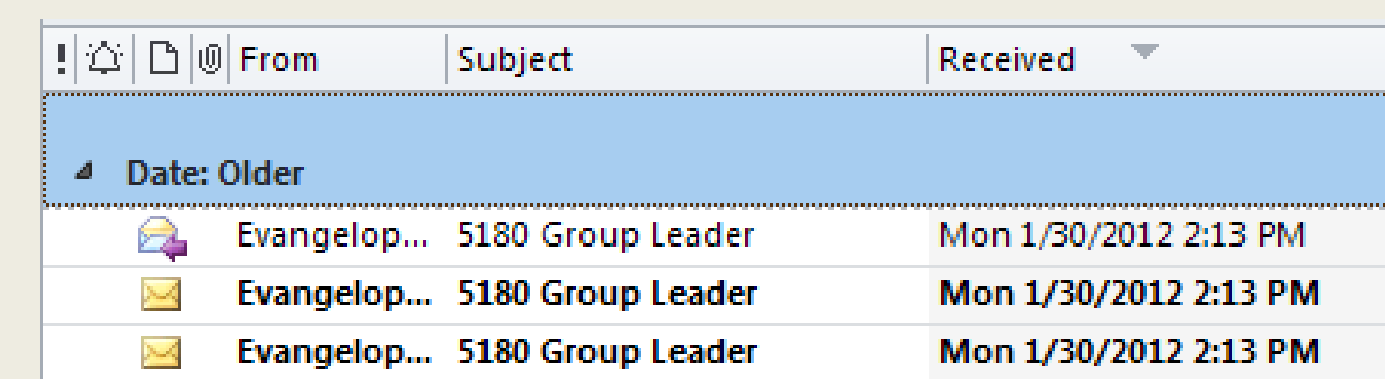 ! From Subject Received
Date: Older
Evangelop... 5180 Group Leader Mon 1/30/2012 2:13 PM
Evangelop... 5180 Group Leader Mon 1/30/2012 2:13 PM
Evangelop... 5180 Group Leader Mon 1/30/2012 2:13 PM